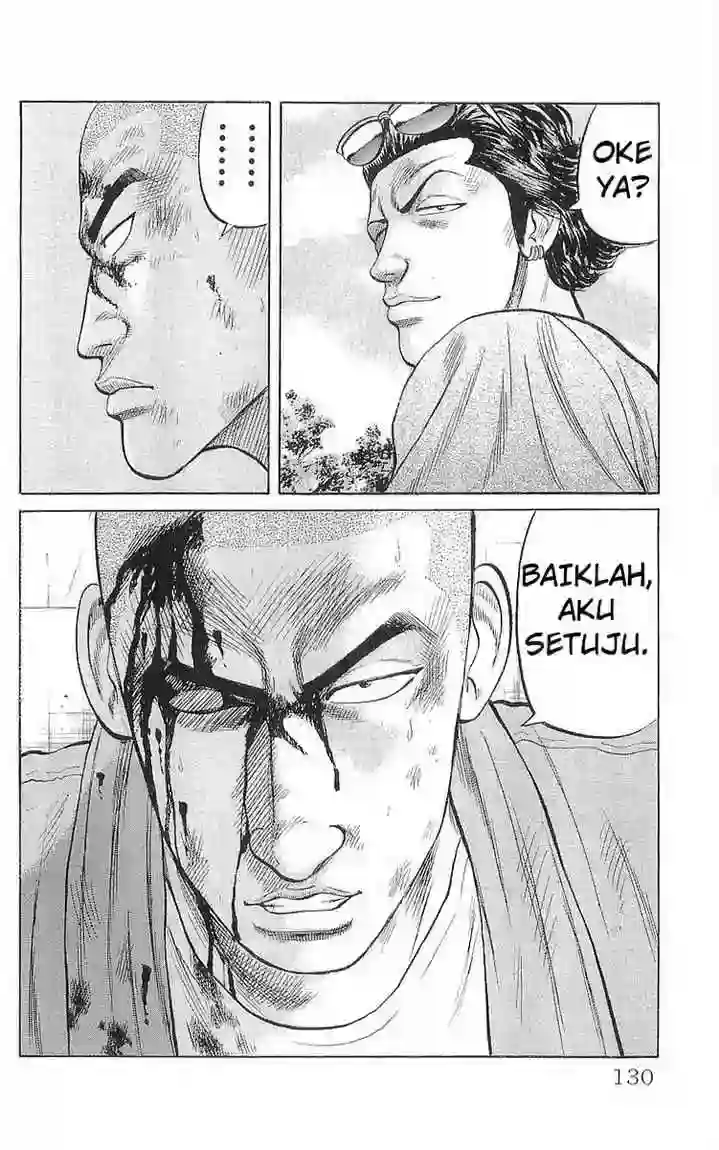 OKE
YA?
......
......
BAIKLAH,
AKU
SETUJU.
130